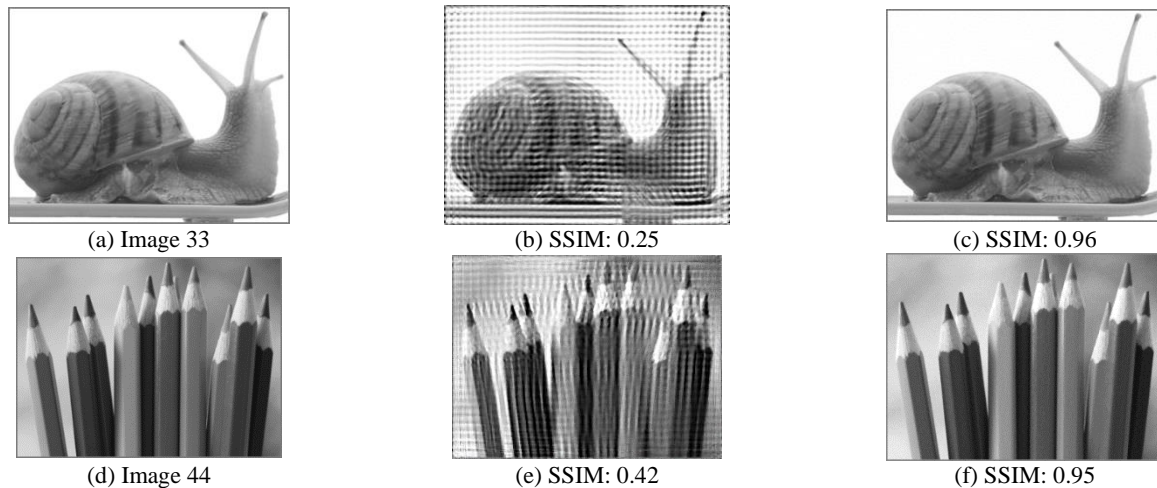 (a) Image 33
(b) SSIM: 0.25
(c) SSIM: 0.96
(d) Image 44
(e) SSIM: 0.42
(f) SSIM: 0.95